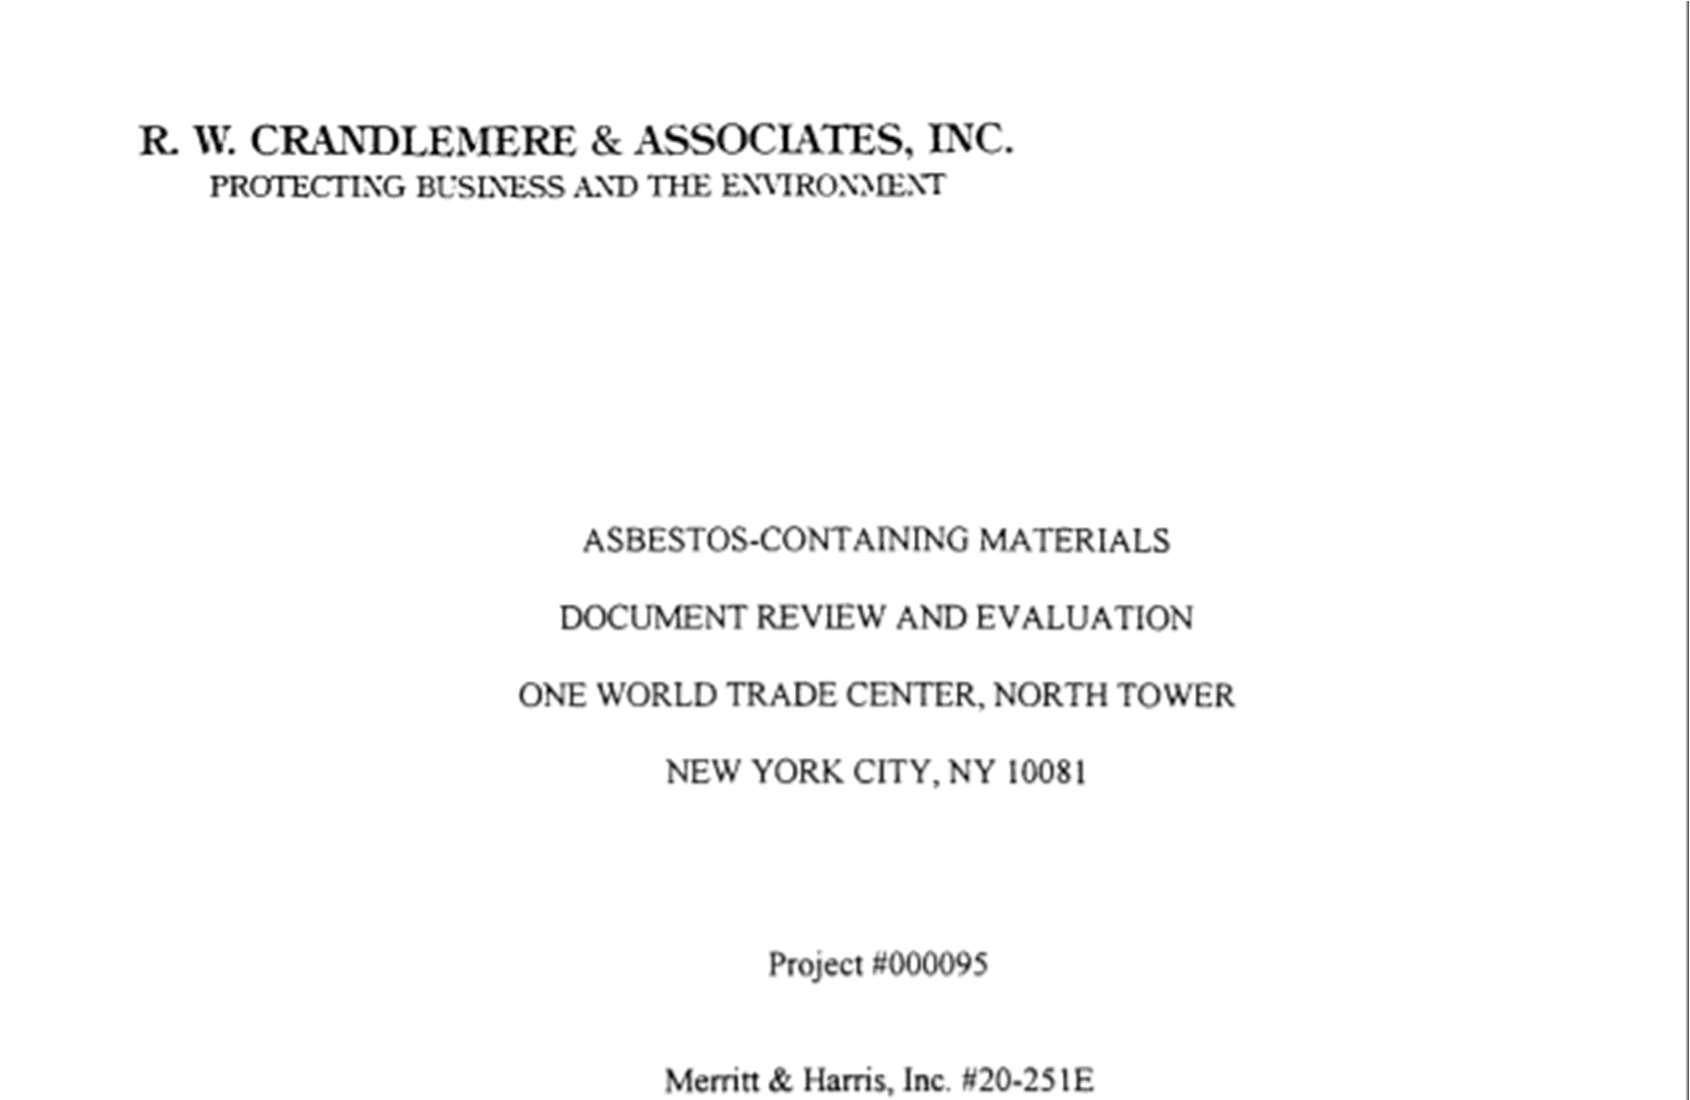 R. W. CRANDLEMERE & ASSOCIATES, INC.
PROTECTING BUSINESS AND THE ENVIRONMENT
ASBESTOS-CONTAINING MATERIALS
DOCUMENT REVIEW AND EVALUATION
ONE WORLD TRADE CENTER, NORTH TOWER
NEW YORK CITY, NY 10081
Project #000095
Merritt & Harris, Inc. #20-251E